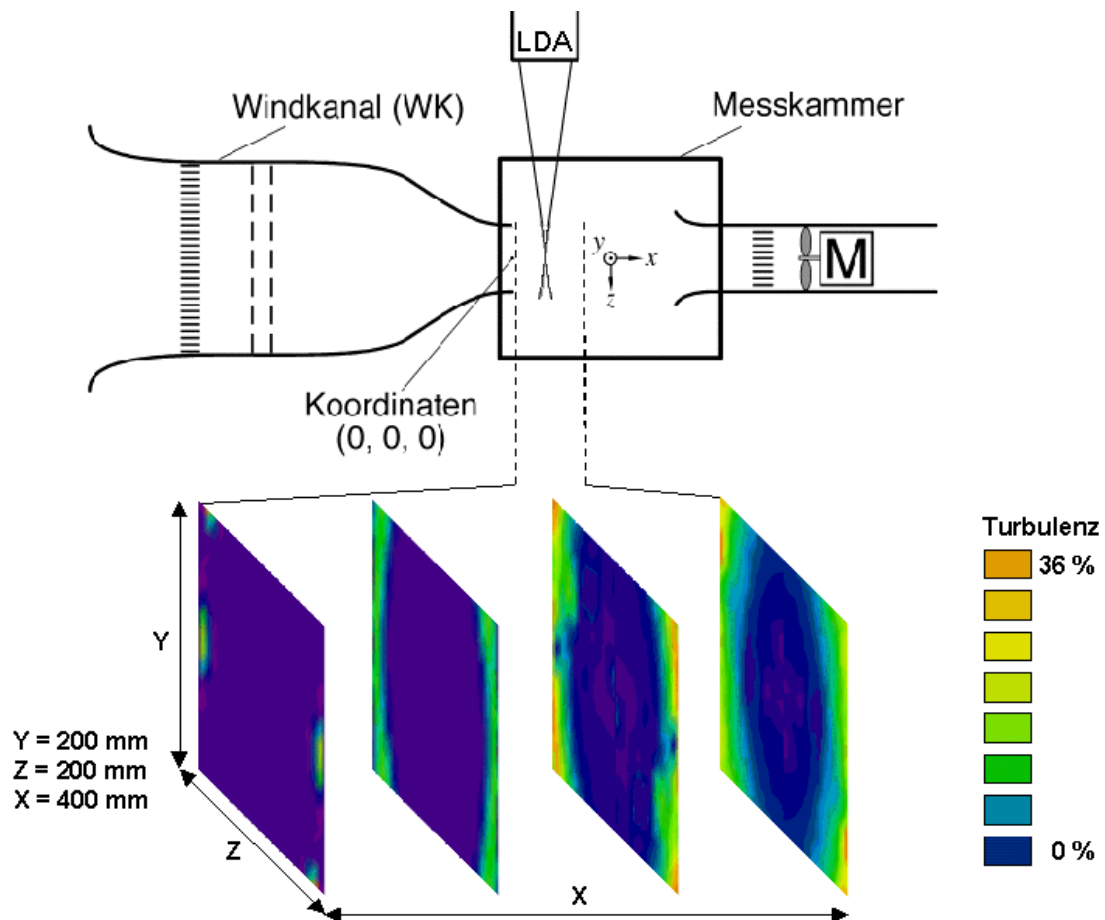 LDA
Windkanal (WK)
Messkammer
y
x
z
M
Koordinaten
(0, 0, 0)
Turbulenz
36 %
0 %
Y
Y = 200 mm
Z = 200 mm
X = 400 mm
Z
X